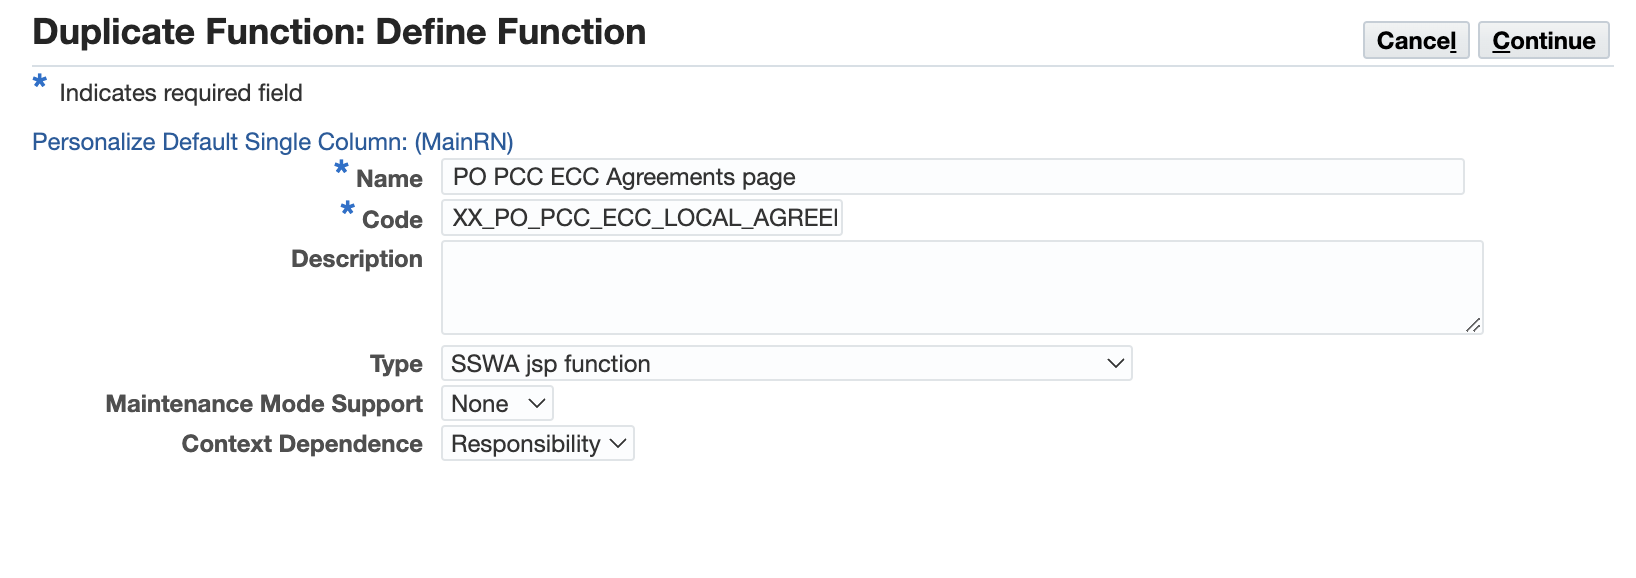 Duplicate Function: Define Function
Cancel Continue
* Indicates required field
Personalize Default Single Column: (MainRN)
* Name PO PCC ECC Agreements page
* Code XX_PO_PCC_ECC_LOCAL_AGREE
Description
Type SSWA jsp function
Maintenance Mode Support None
Context Dependence Responsibility